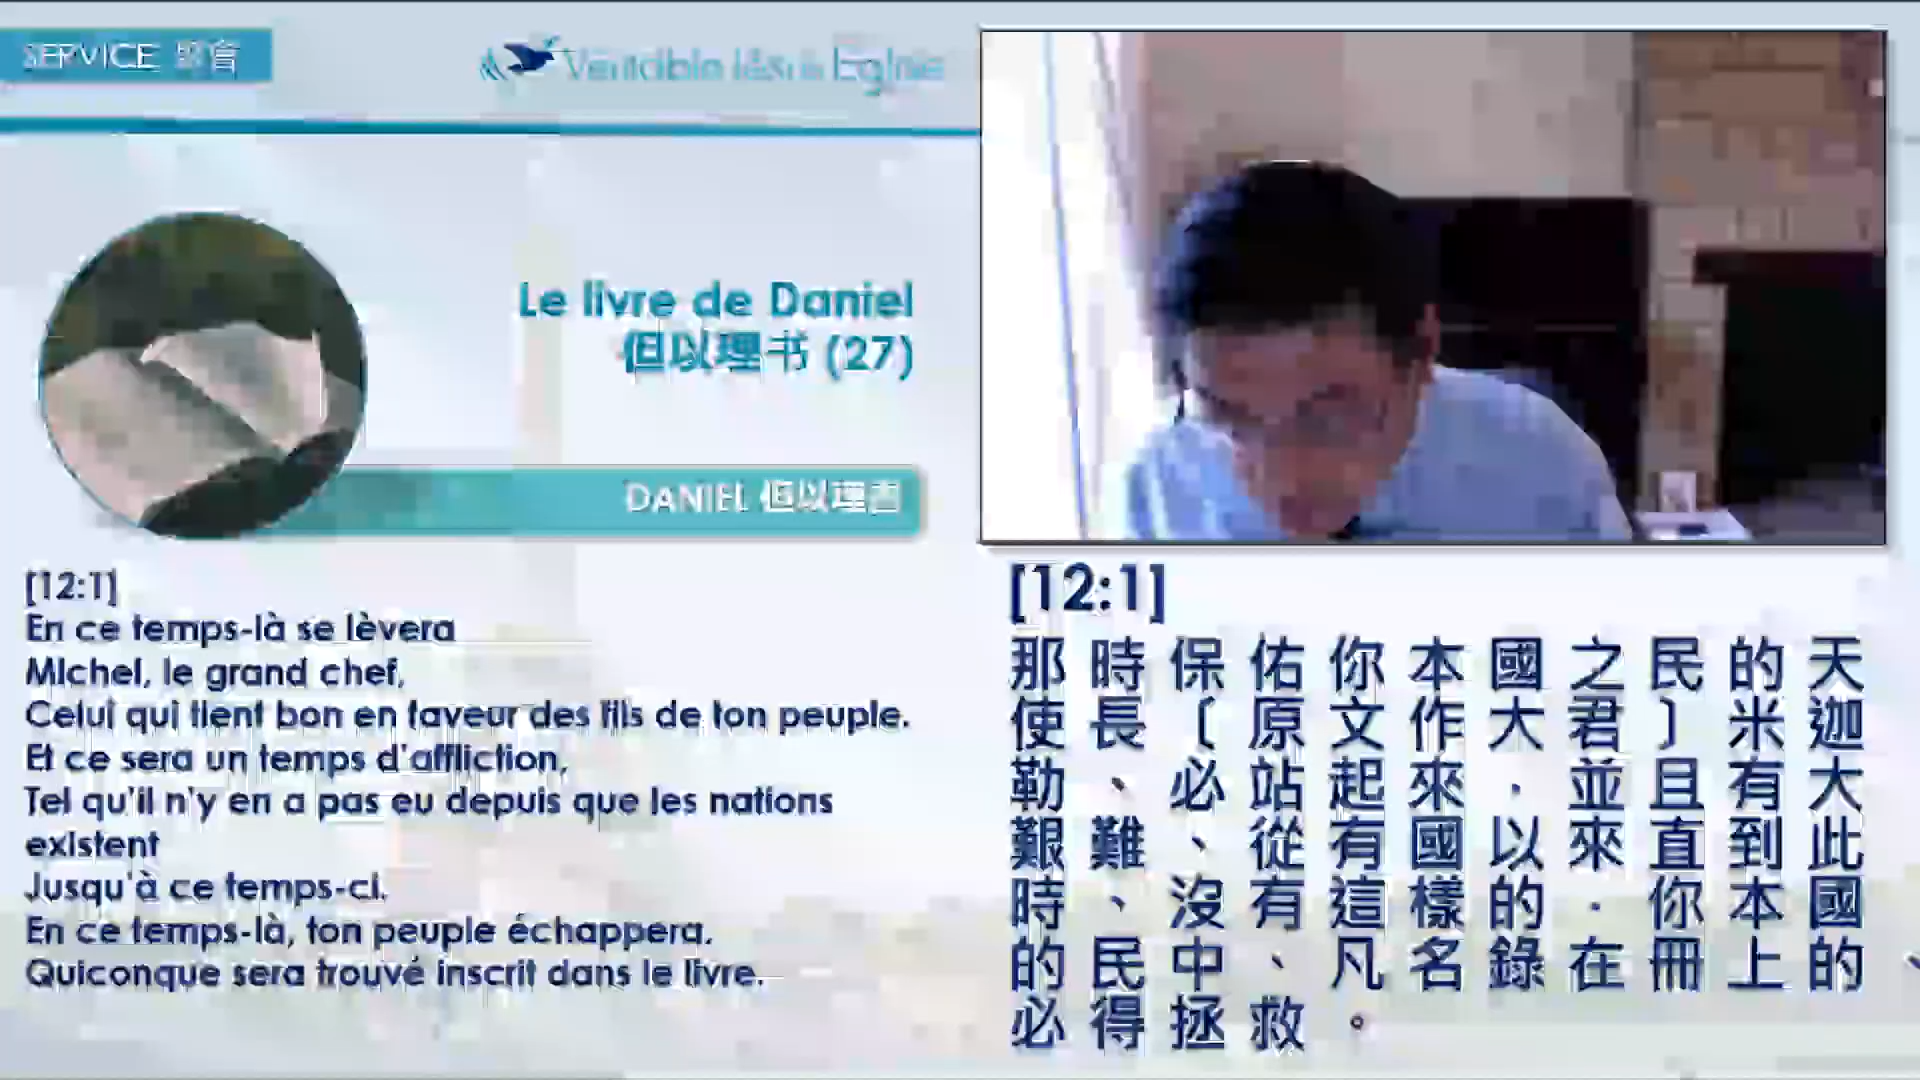 SERVICE
Le livre de Daniel
但以理书 (27)
DANIEL 但以理書
[12:1]
En ce temps-là se lèvera
Michel, le grand chef,
Celui qui tient bon en faveur des fils de ton peuple.
Et ce sera un temps d'affliction,
Tel qu'il n'y en a pas eu depuis que les nations
existent
Jusqu'à ce temps-ci.
En ce temps-là, ton peuple échappera.
Quiconque sera trouvé inscrit dans le livre.
[12:1]
那時保佑你本國之民的天
使長〔原文作大君〕米迦
勒、必站起來．並且有大
艱難、從有國以來直到此
時、沒有這樣的．你本國
的民中、凡名錄在冊上的、
必得拯救。